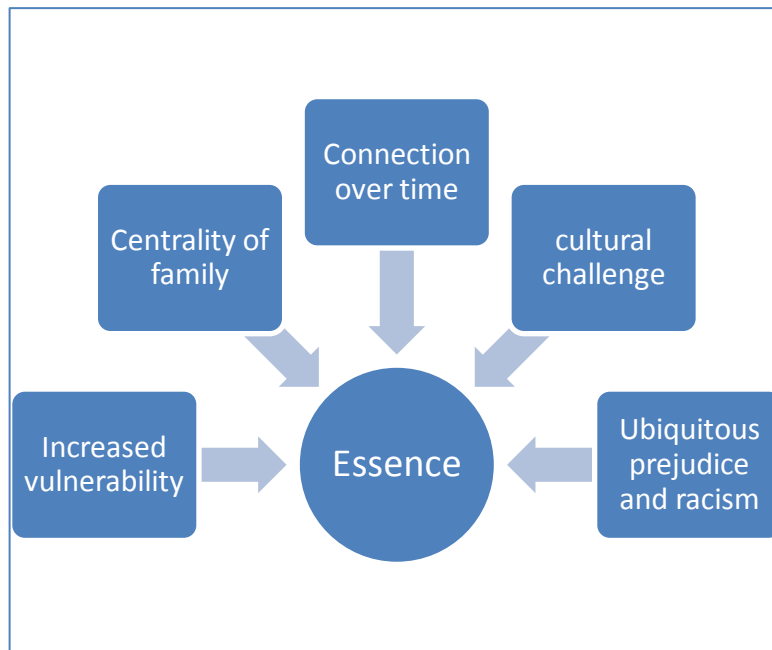 Connection
over time
Centrality of
family
cultural
challenge
Increased
vulnerability
Essence
Ubiquitous
prejudice
and racism